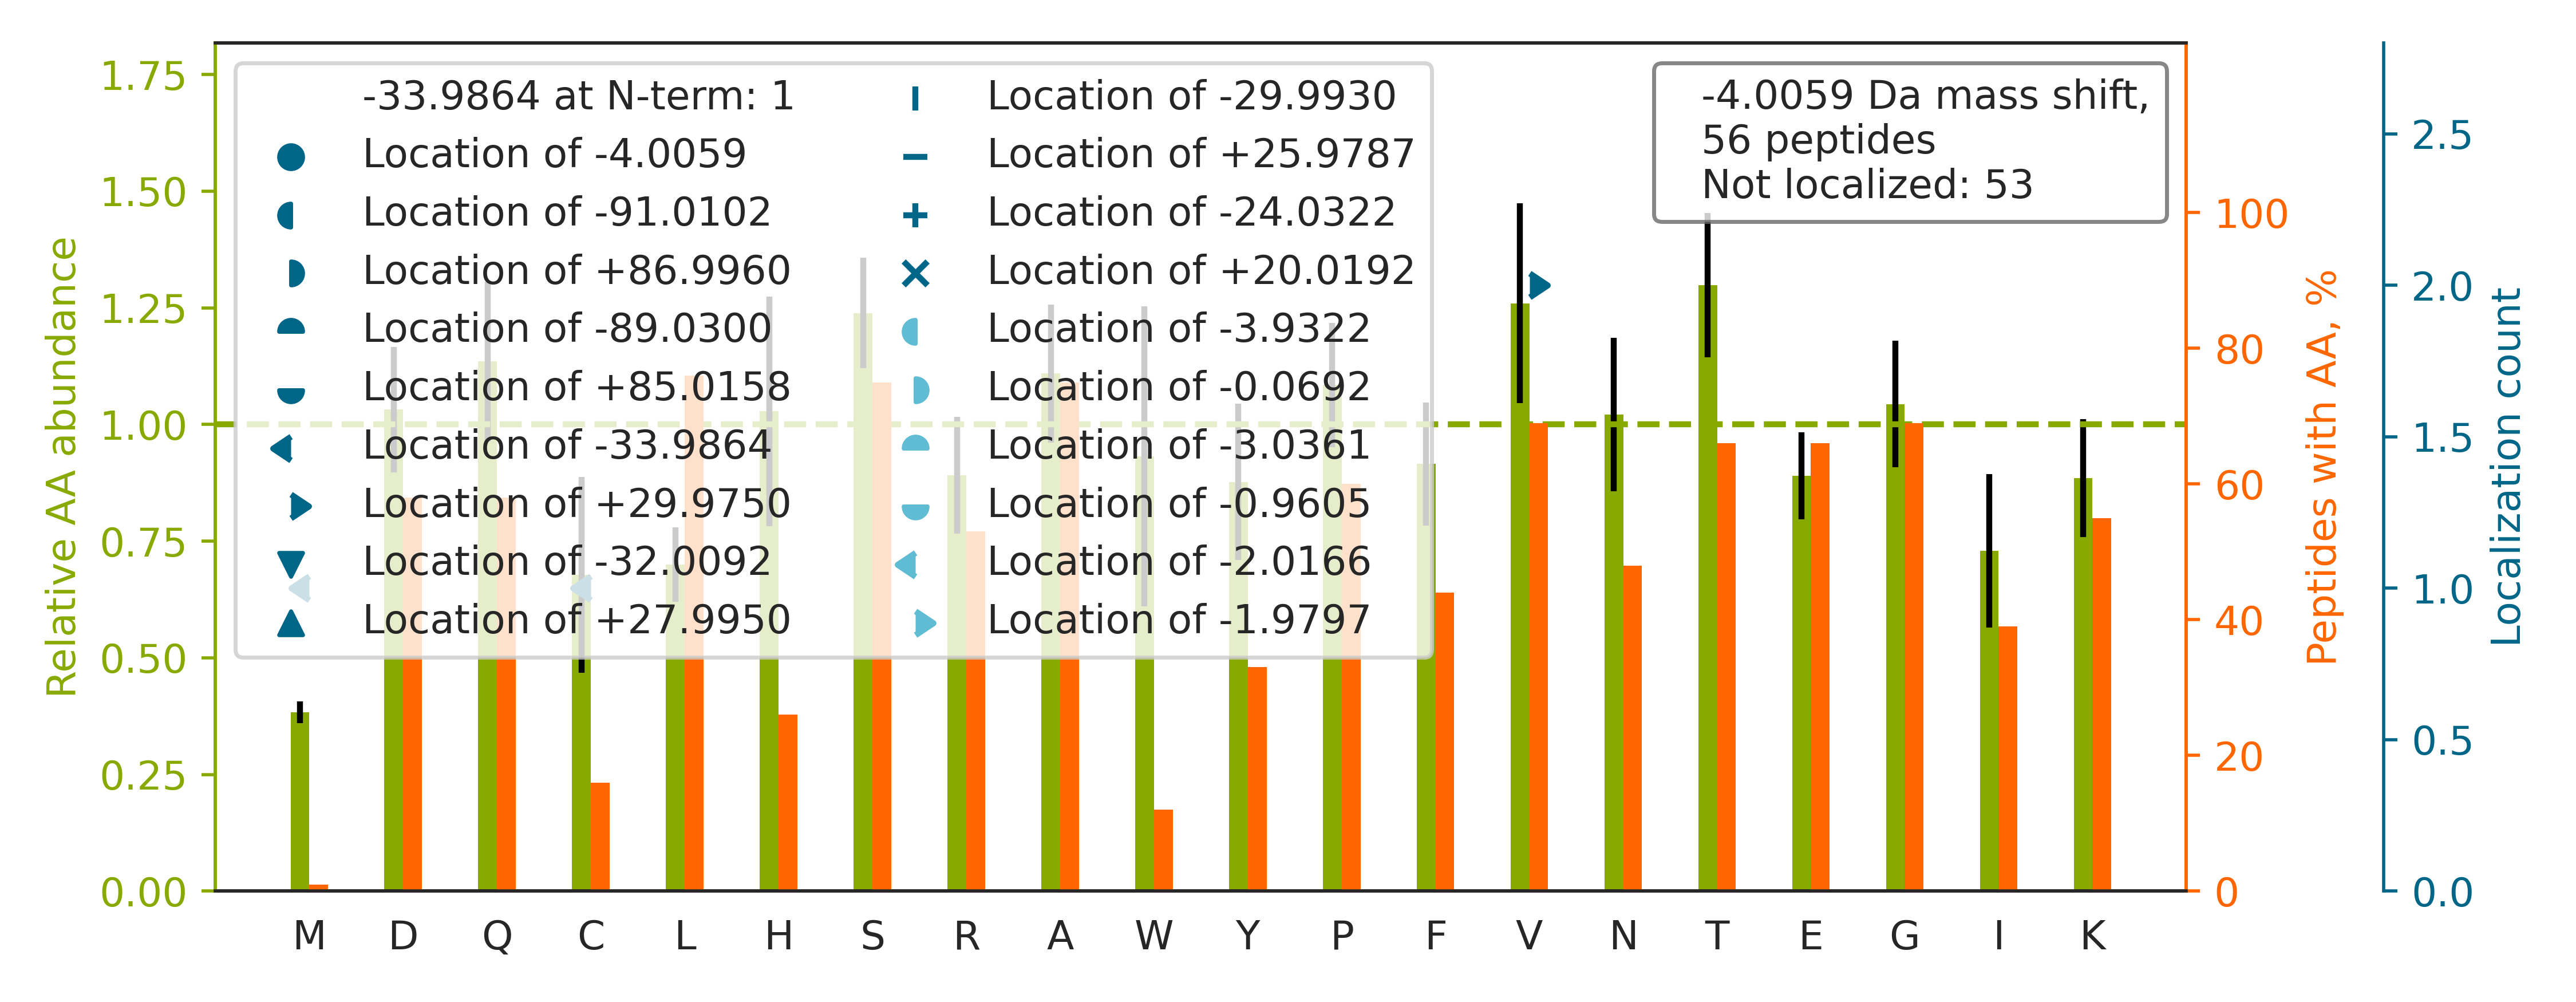 1.75
1.50
1.25
1.00
0.75
0.50
0.25
0.00
Relative AA abundance
-33.9864 at N-term: 1
Location of -4.0059
Location of -91.0102
Location of +86.9960
Location of -89.0300
Location of +85.0158
Location of -33.9864
Location of +29.9750
Location of -32.0092
Location of +27.9950
Location of -29.9930
Location of +25.9787
Location of -24.0322
Location of +20.0192
Location of -3.9322
Location of -0.0692
Location of -3.0361
Location of -0.9605
Location of -2.0166
Location of -1.9797
-4.0059 Da mass shift,
56 peptides
Not localized: 53
M D Q C L H S R A W Y P F V N T E G I K
100
80
60
40
20
0
Peptides with AA, %
2.5
2.0
1.5
1.0
0.5
0.0
Localization count